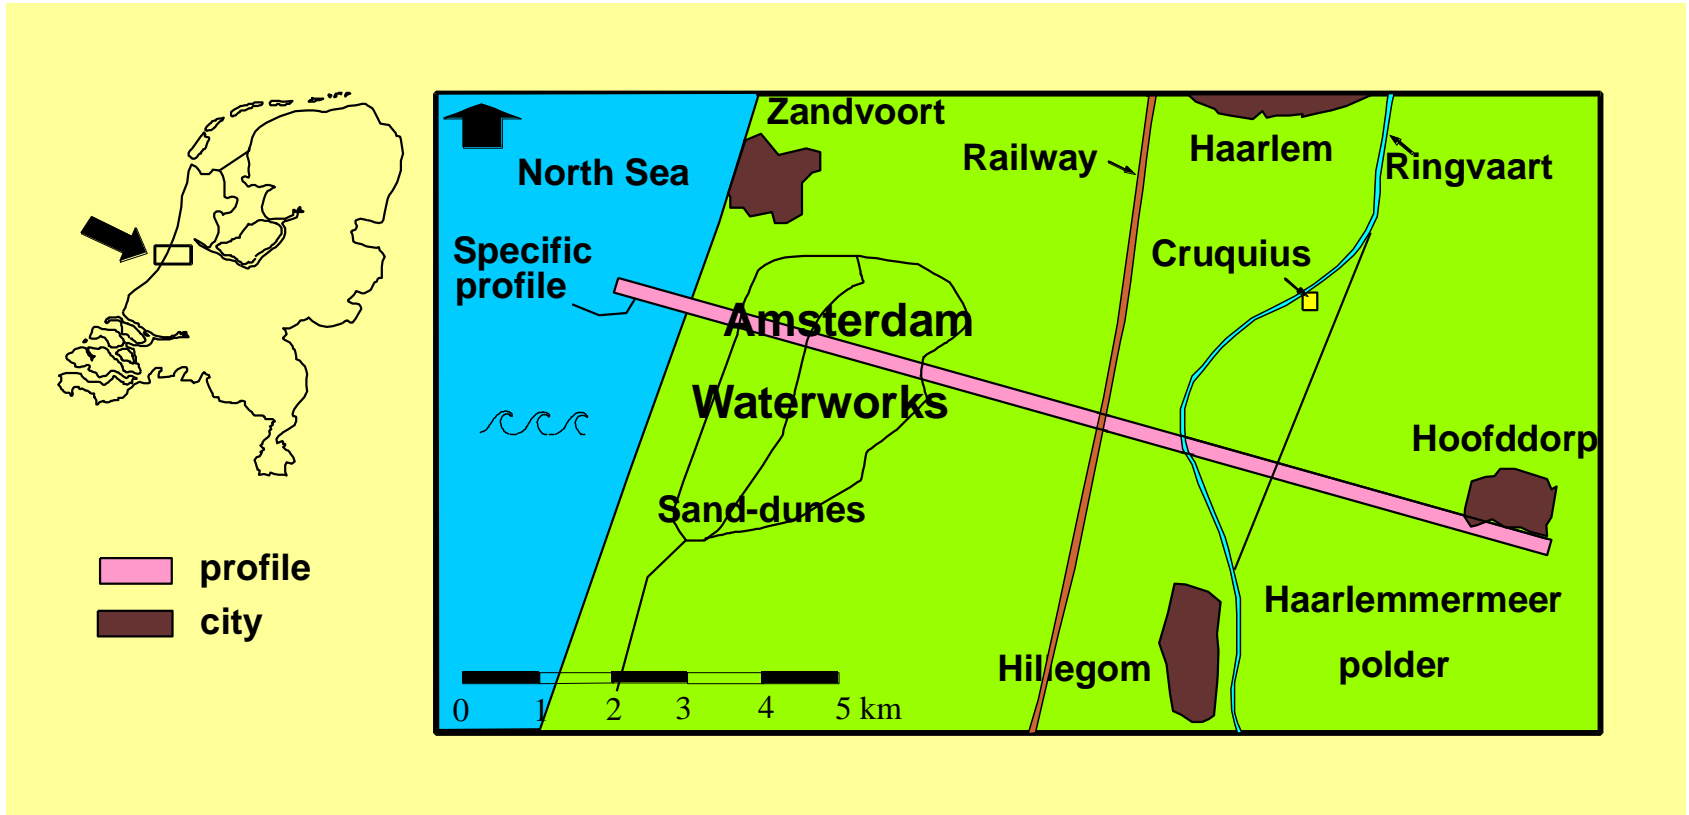 Zandvoort
North Sea
Railway
Haarlem
Ringvaart
Specific
profile
Cruquius
Amsterdam
Waterworks
Hoofddorp
Sand-dunes
profile
city
Haarlemmermeer
polder
Hillegom
0 1 2 3 4 5 km